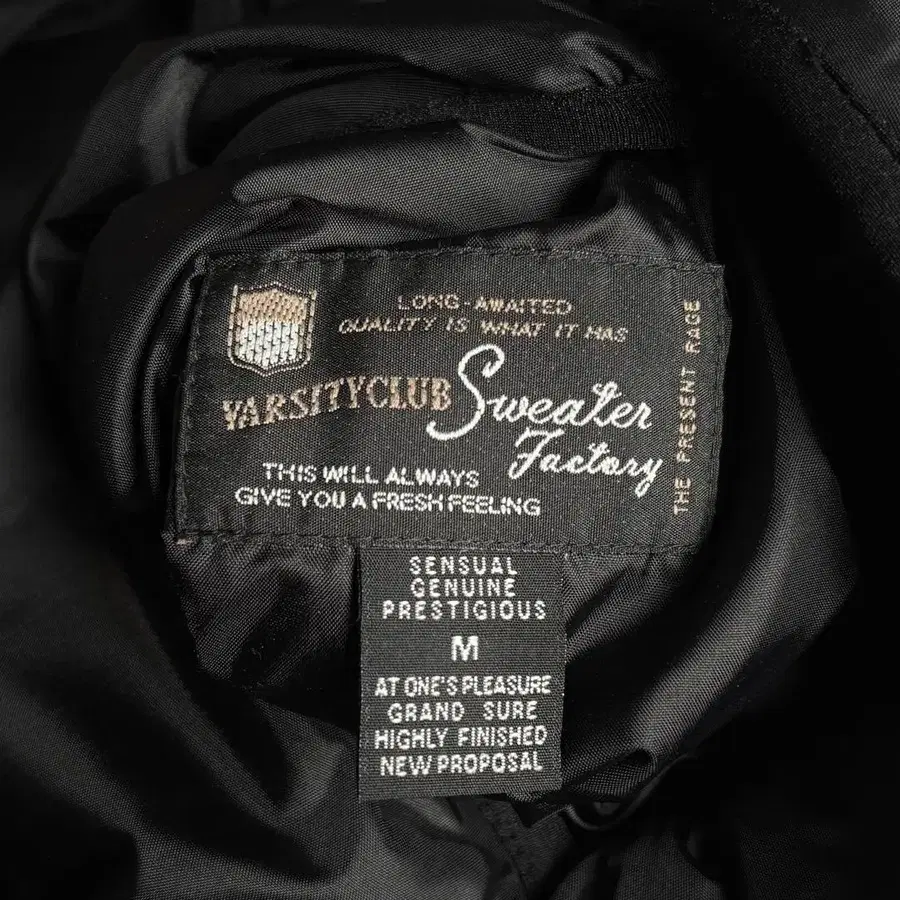 LONG-AWAITED
QUALITY IS WHAT IT HAS
VARSITYCLUB
Sweater
Factory
THIS WILL ALWAYS
GIVE YOU A FRESH FEELING
THE PRESENT RAGE
SENSUAL
GENUINE
PRESTIGIOUS
M
AT ONE'S PLEASURE
GRAND SURE
HIGHLY FINISHED
NEW PROPOSAL